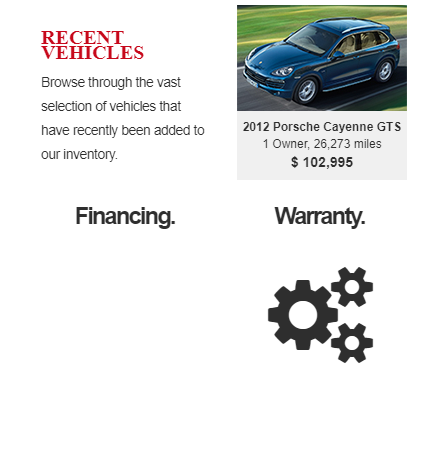 RECENT
VEHICLES
Browse through the vast
selection of vehicles that
have recently been added to
our inventory.
2012 Porsche Cayenne GTS
1 Owner, 26,273 miles
$ 102,995
Financing.
Warranty.